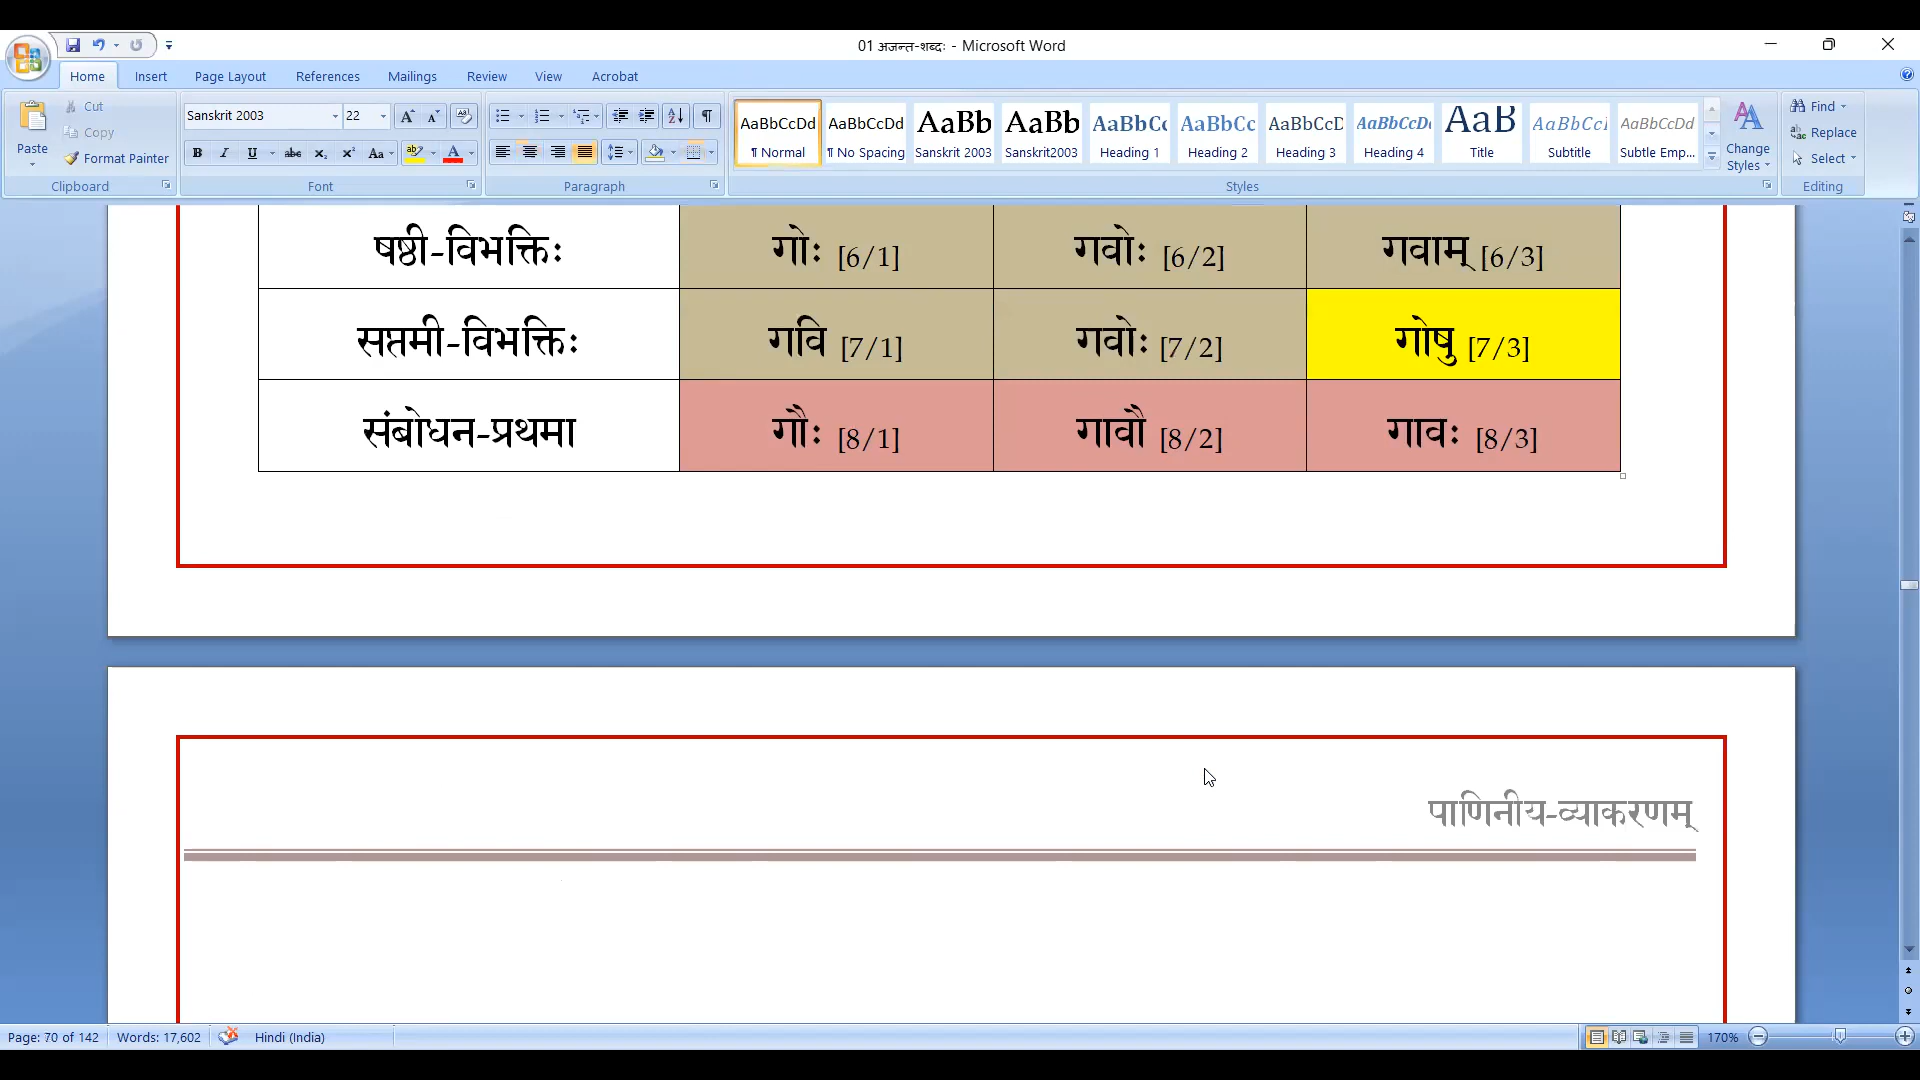 01 अजन्त-शब्दः - Microsoft Word
Home Insert Page Layout References Mailings Review View Acrobat
Paste Cut Copy Format Painter
Sanskrit 2003 22
AaBbCcDd AaBbCcDd AaBb AaBb AaBbCc AaBbCc AaBbCcD AaBbCcDc AaB AaBbCcI AaBbCcDd
¶ Normal ¶ No Spacing Sanskrit 2003 Sanskrit2003 Heading 1 Heading 2 Heading 3 Heading 4 Title Subtitle Subtle Emp...
Change Styles
Find Replace Select
Clipboard Font Paragraph Styles Editing
षष्ठी-विभक्तिः गोः [6/1] गवोः [6/2] गवाम् [6/3]
सप्तमी-विभक्तिः गवि [7/1] गवोः [7/2] गोषु [7/3]
संबोधन-प्रथमा गौः [8/1] गावौ [8/2] गावः [8/3]
पाणिनीय-व्याकरणम्
Page: 70 of 142 Words: 17,602 Hindi (India) 170%